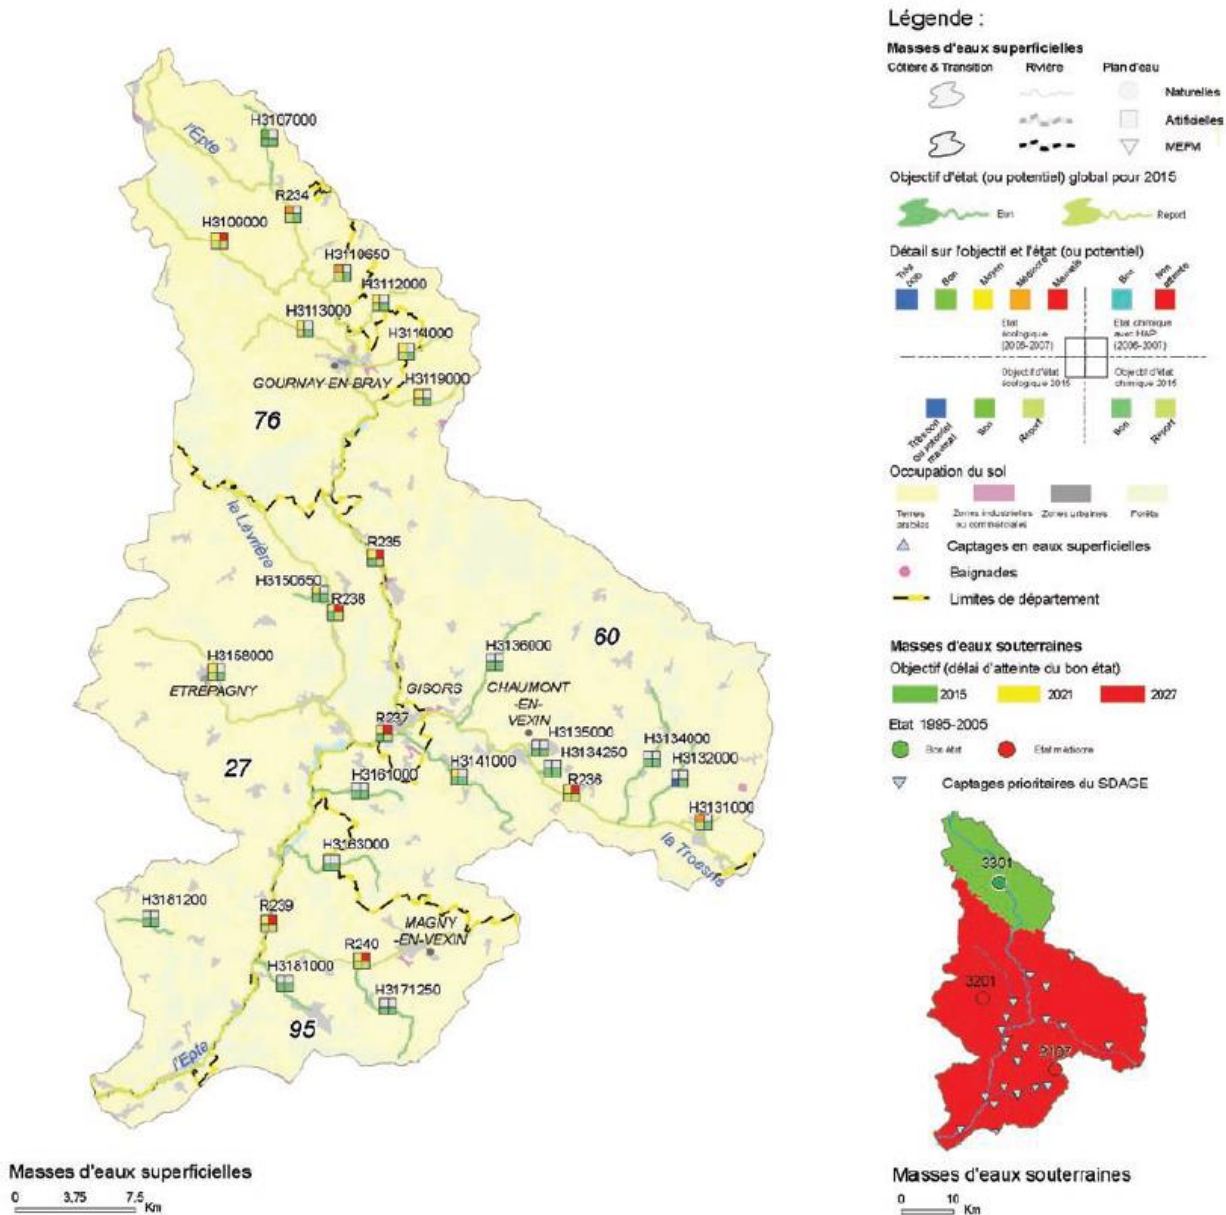 Légende :
Masses d'eaux superficielles
Côtière & Transition
Rivière
Plan d'eau
Naturelles
Artificielles
MEFM
Objectif d'état (ou potentiel) global pour 2015
Bon
Report
Détail sur l'objectif et l'état (ou potentiel)
Très bon
Bon
Moyen
Médiocre
Mauvais
Bon
Non atteinte
Etat écologique (2006-2007)
Etat chimique avec HAP (2006-2007)
Objectif d'état écologique 2015
Objectif d'état chimique 2015
Très bon ou potentiel maximal
Bon
Report
Bon
Report
Occupation du sol
Terres arables
Zones industrielles ou commerciales
Zones urbaines
Forêts
Captages en eaux superficielles
Baignades
Limites de département
Masses d'eaux souterraines
Objectif (délai d'atteinte du bon état)
2015
2021
2027
Etat 1995-2005
Bon état
Etat médiocre
Captages prioritaires du SDAGE
l'Epte
H3107000
R234
H3100000
H3110650
H3112000
H3113000
H3114000
GOURNAY-EN-BRAY
H3119000
76
la Lévrière
R235
H3150650
R238
60
H3136000
H3158000
ETREPAGNY
GISORS
CHAUMONT
-EN-
VEXIN
R237
H3135000
H3134250
H3134000
H3132000
27
H3161000
H3141000
R236
H3131000
la Troesne
H3163000
H3181200
R239
MAGNY
-EN-VEXIN
R240
H3181000
H3171250
95
l'Epte
3301
3201
3107
Masses d'eaux superficielles
0 3.75 7.5
Km
Masses d'eaux souterraines
0 10
Km